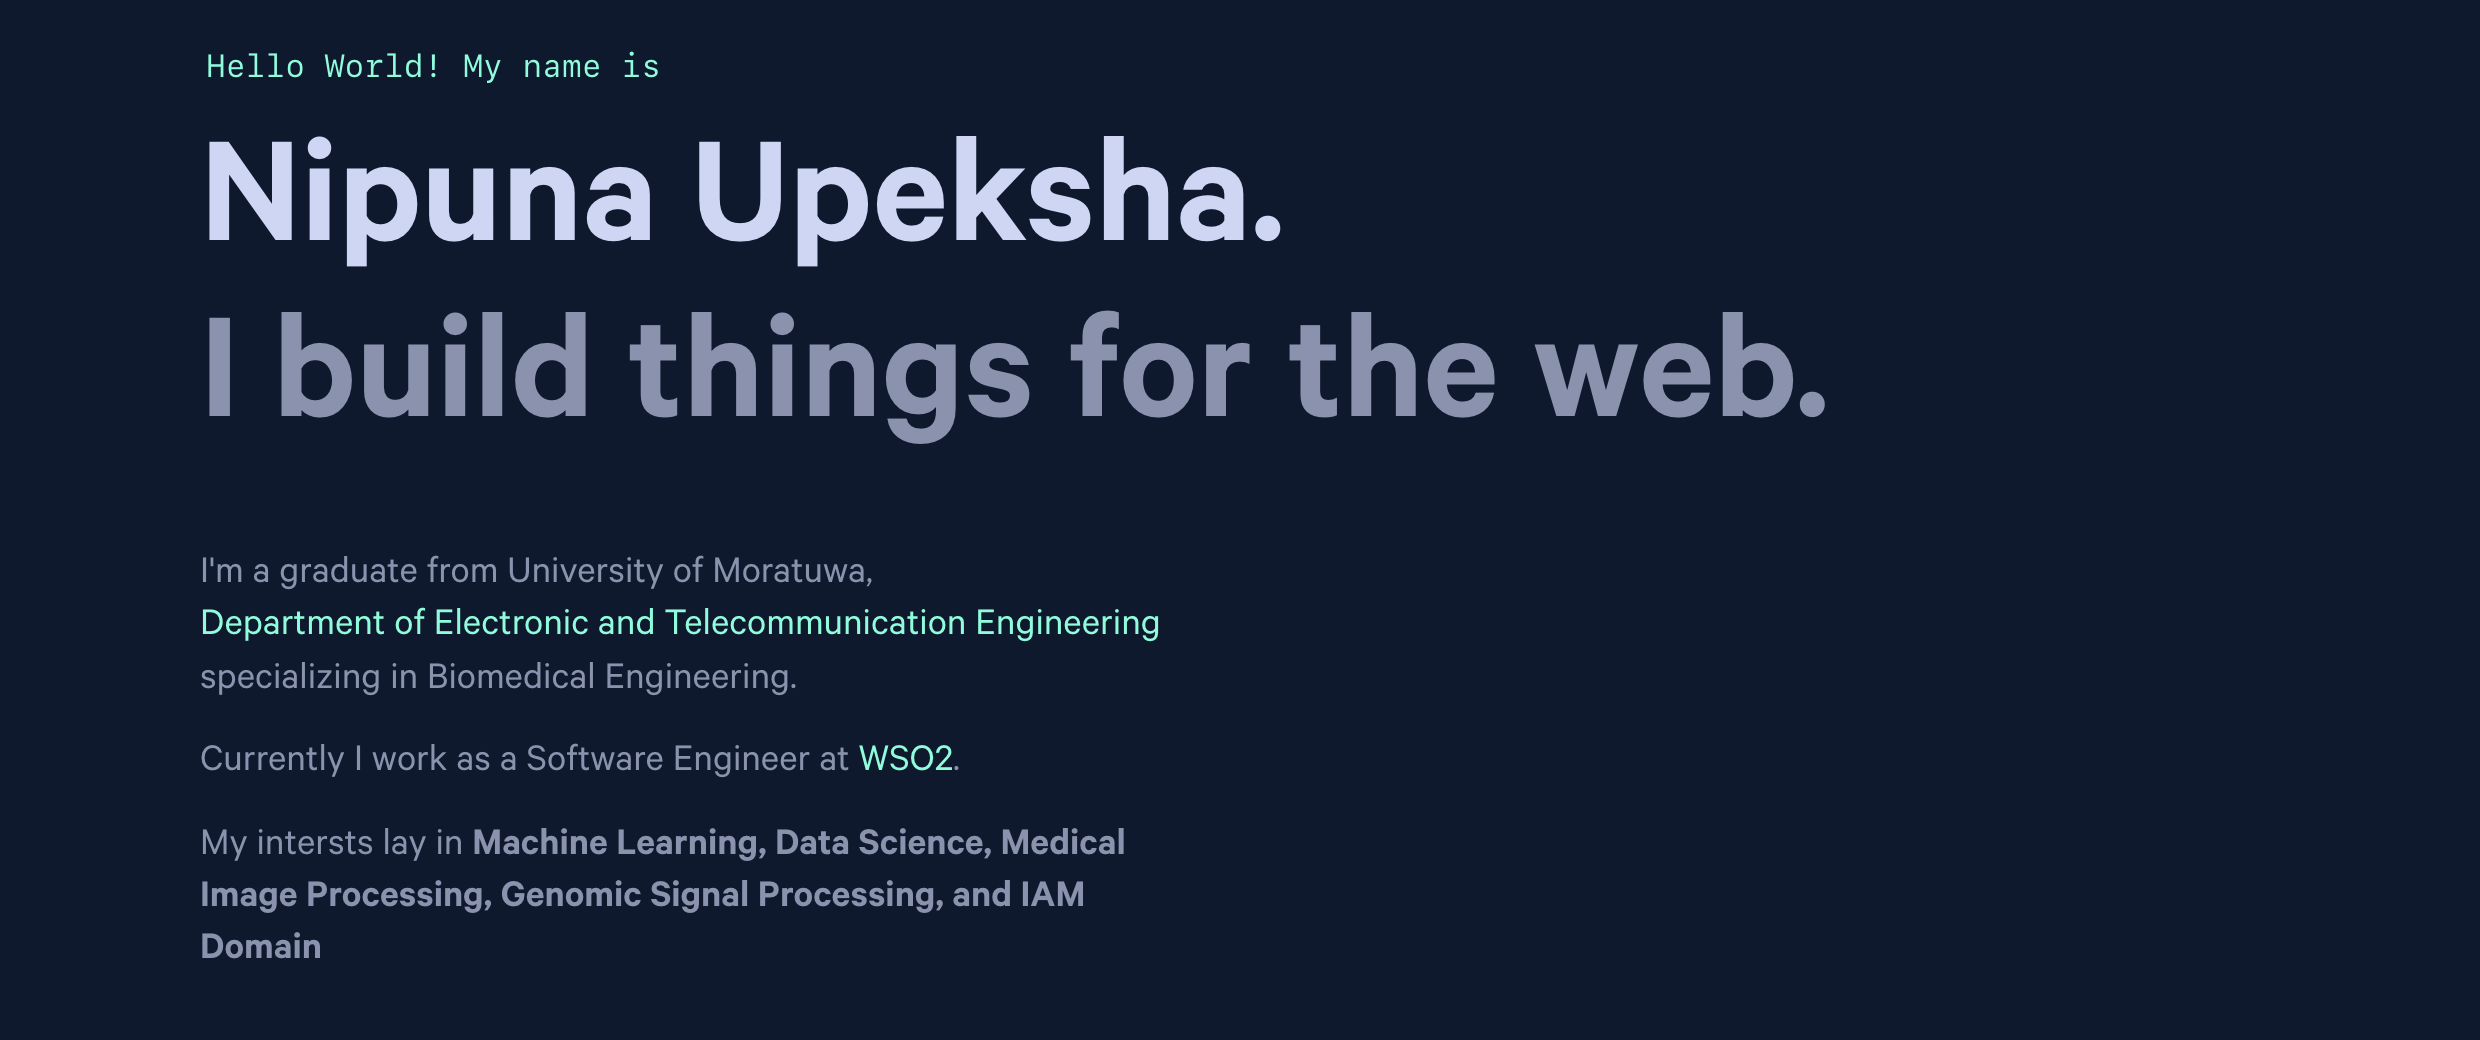 Hello World! My name is
Nipuna Upeksha.
I build things for the web.
I'm a graduate from University of Moratuwa,
Department of Electronic and Telecommunication Engineering
specializing in Biomedical Engineering.
Currently I work as a Software Engineer at WSO2.
My intersts lay in Machine Learning, Data Science, Medical
Image Processing, Genomic Signal Processing, and IAM
Domain